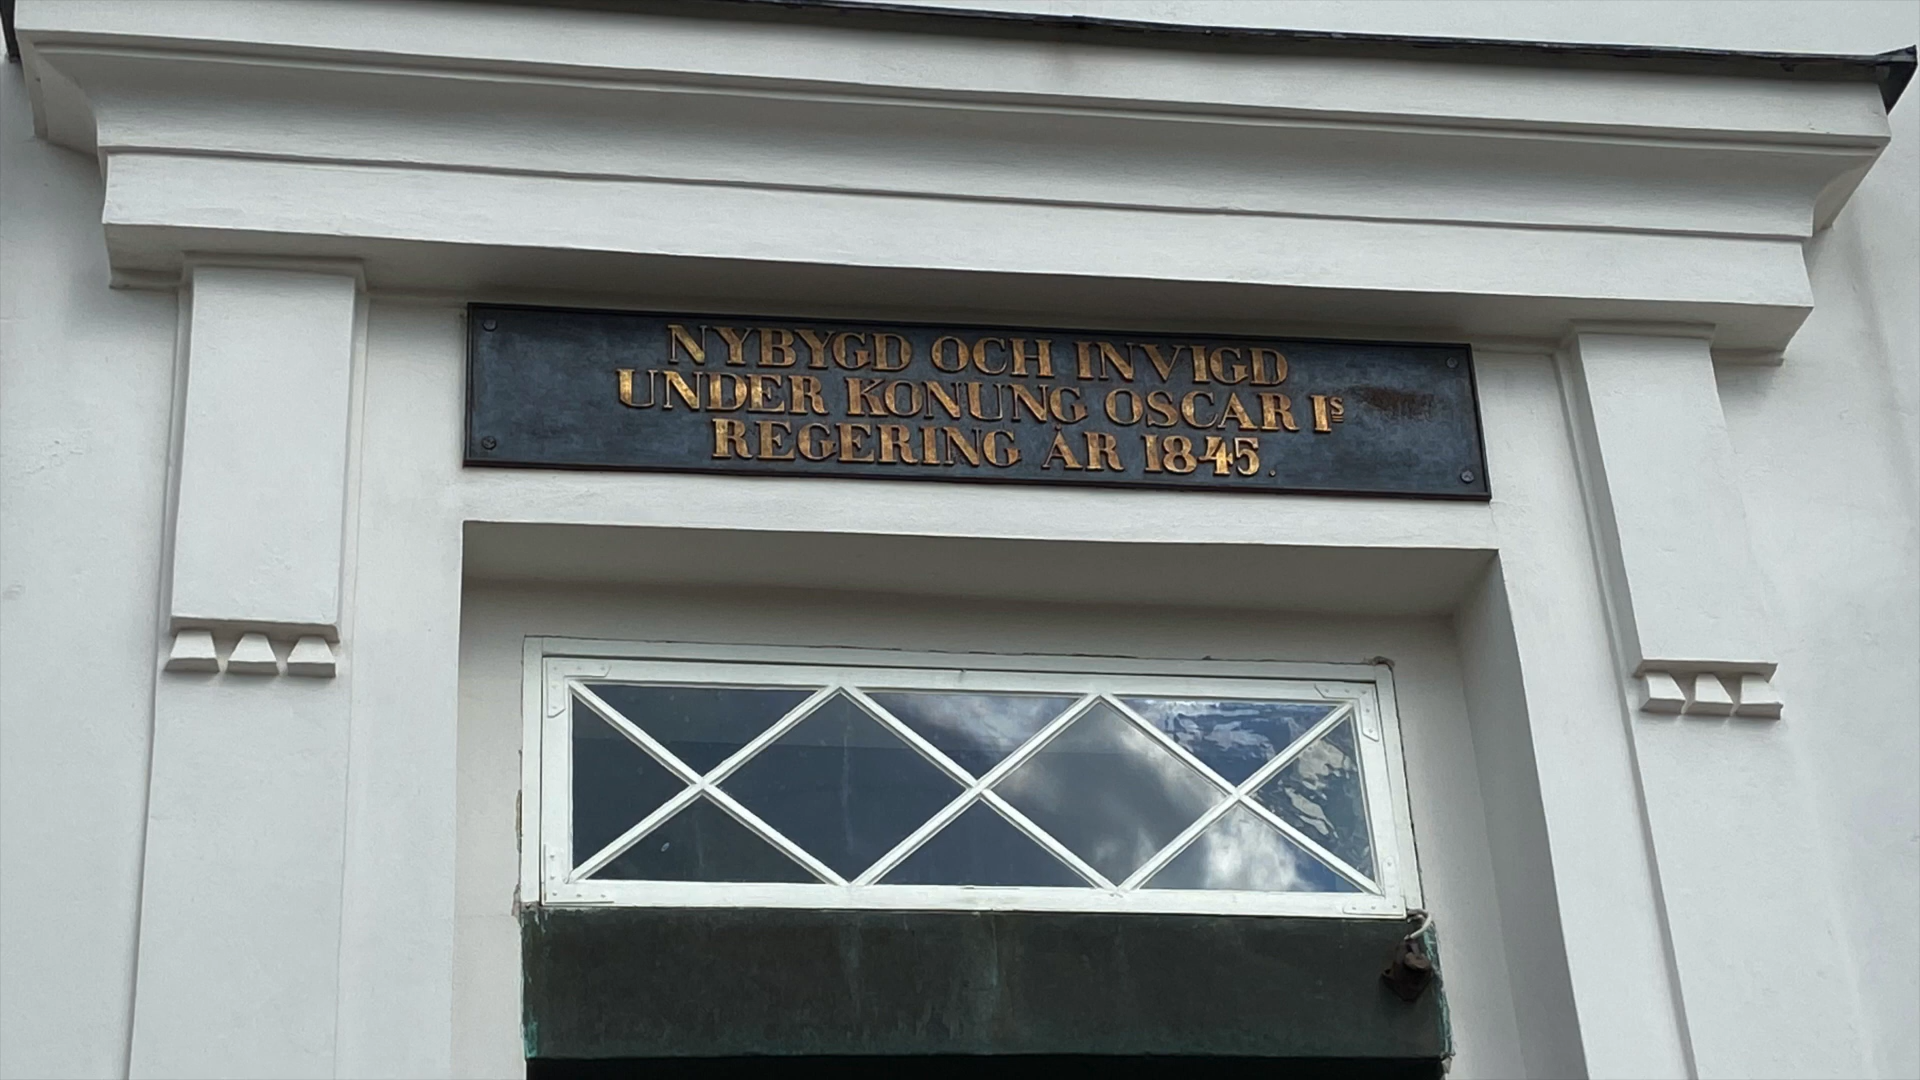 NYBYGD OCH INVIGD
UNDER KONUNG OSCAR Is
REGERING ÅR 1845.